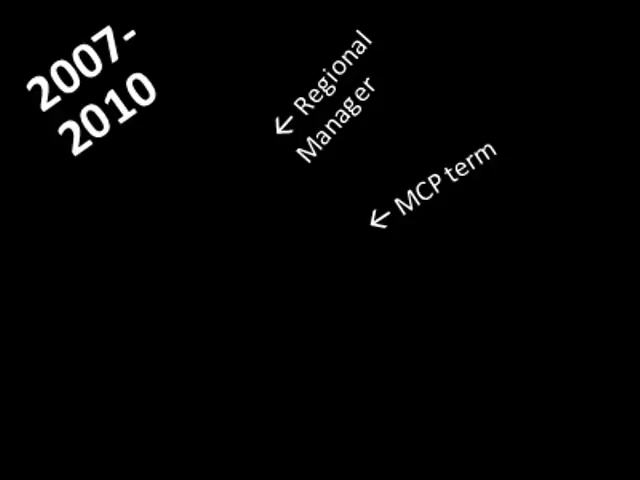 2007-
2010
← Regional
Manager
← MCP term